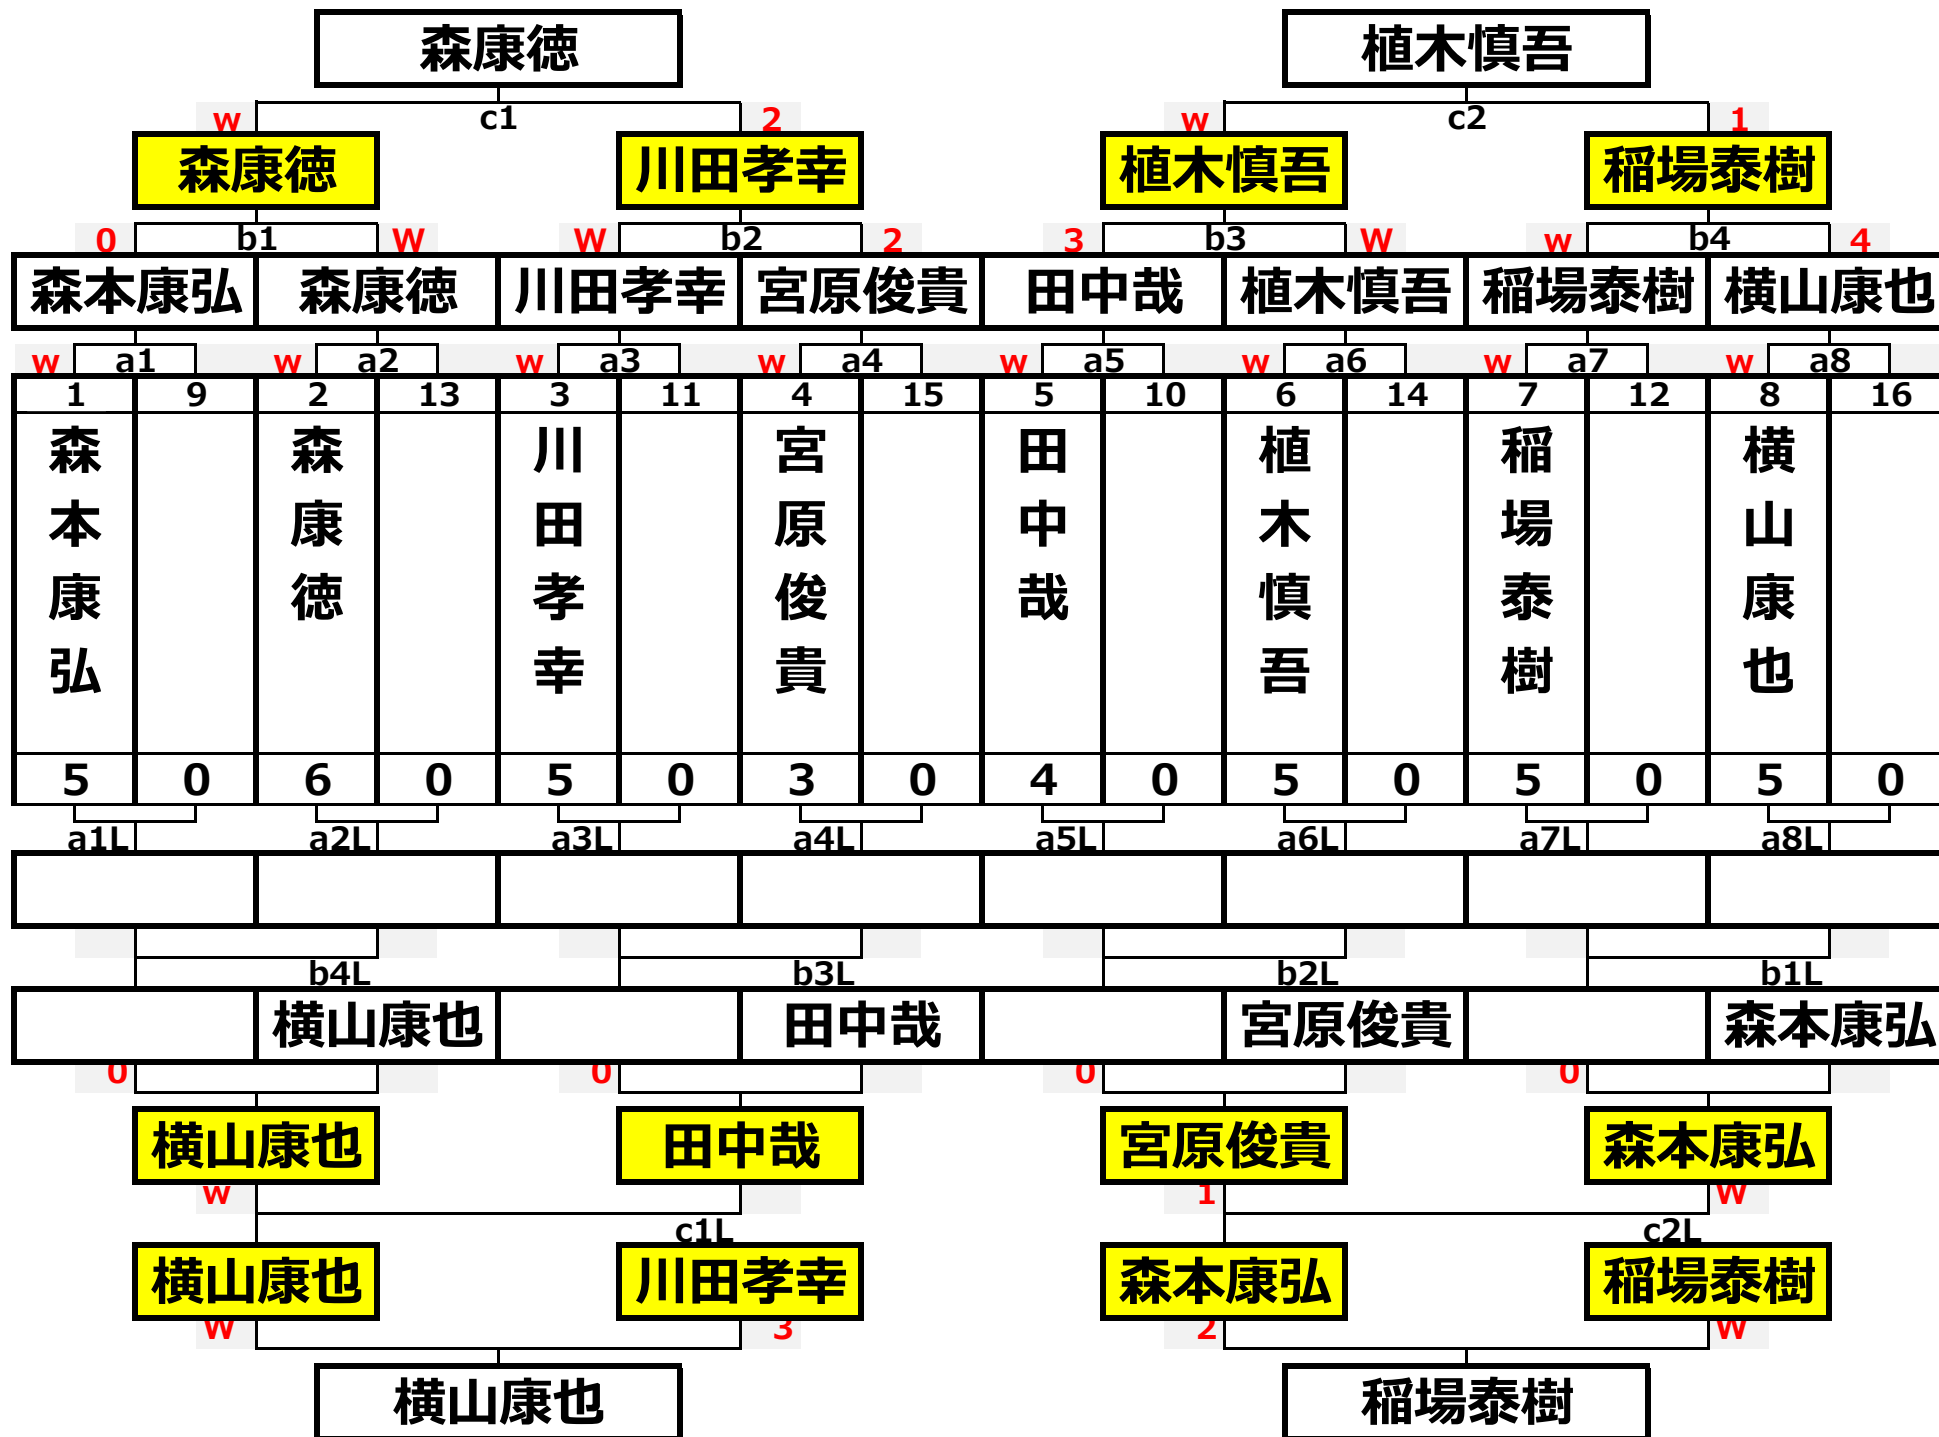 森康徳 植木慎吾
w c1 2 w c2 1
森康徳 川田孝幸 植木慎吾 稲場泰樹
0 b1 W W b2 2 3 b3 W w b4 4
森本康弘 森康徳 川田孝幸 宮原俊貴 田中哉 植木慎吾 稲場泰樹 横山康也
w a1 w a2 w a3 w a4 w a5 w a6 w a7 w a8
1 9 2 13 3 11 4 15 5 10 6 14 7 12 8 16
森本康弘 森康徳 川田孝幸 宮原俊貴 田中哉 植木慎吾 稲場泰樹 横山康也
5 0 6 0 5 0 3 0 4 0 5 0 5 0 5 0
a1L a2L a3L a4L a5L a6L a7L a8L
b4L b3L b2L b1L
横山康也 田中哉 宮原俊貴 森本康弘
0 0 0 0
横山康也 田中哉 宮原俊貴 森本康弘
w 1 W
c1L c2L
横山康也 川田孝幸 森本康弘 稲場泰樹
W 3 2 W
横山康也 稲場泰樹